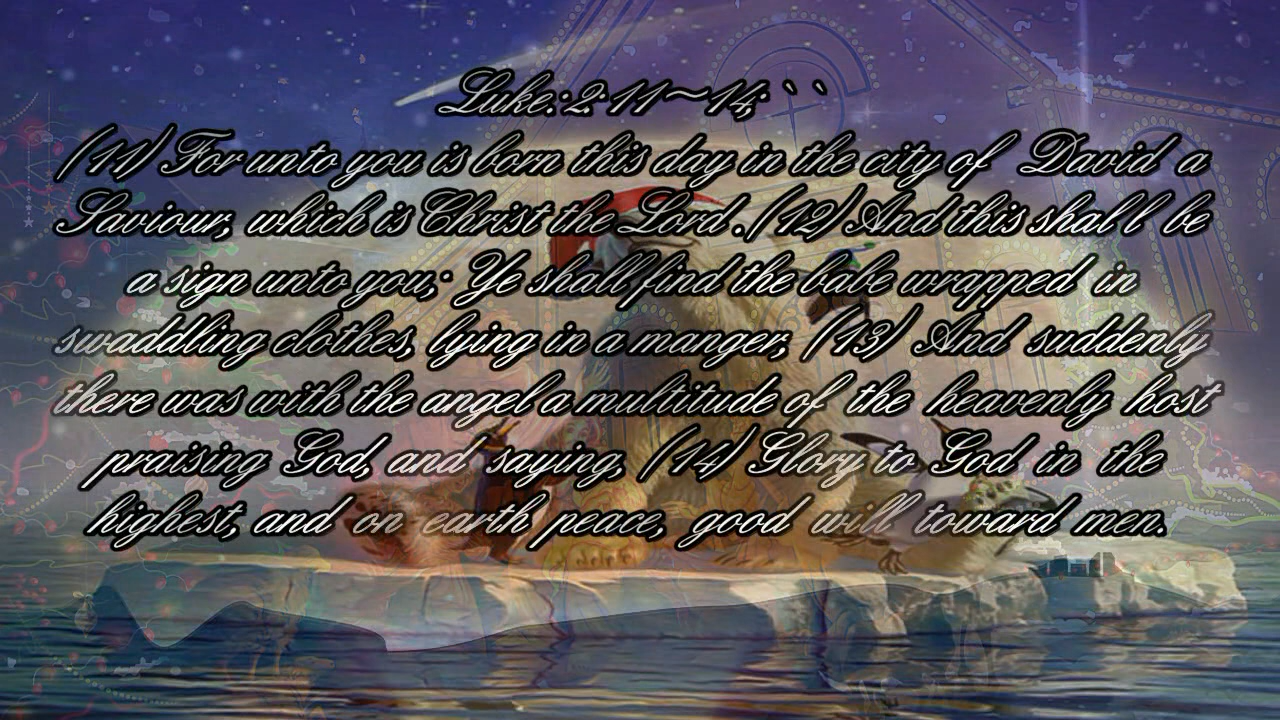 Luke:2:11~14;``
(11) For unto you is born this day in the city of David a
Saviour, which is Christ the Lord.(12) And this shall be
a sign unto you; Ye shall find the babe wrapped in
swaddling clothes, lying in a manger, (13) And suddenly
there was with the angel a multitude of the heavenly host
praising God, and saying, (14) Glory to God in the
highest, and on earth peace, good will toward men.